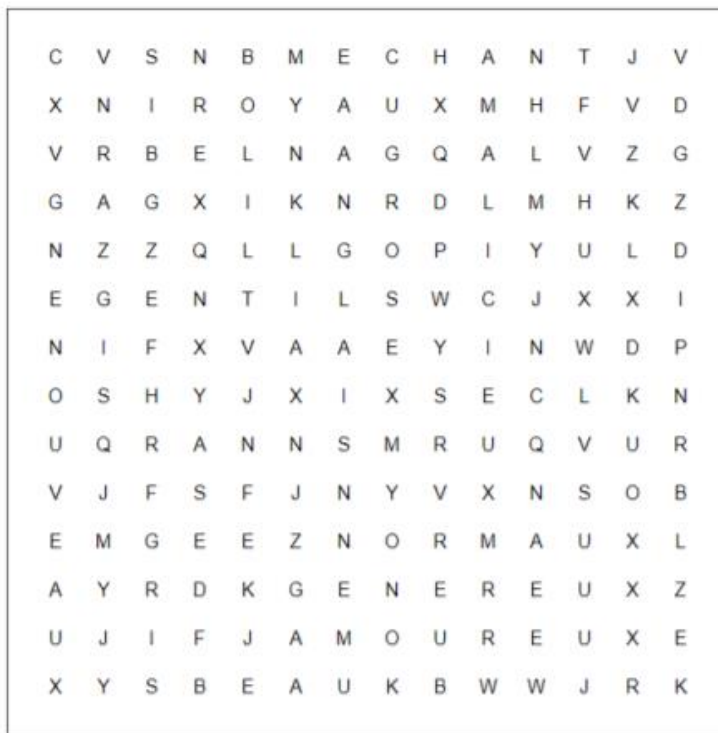 C V S N B M E C H A N T J V
X N I R O Y A U X M H F V D
V R B E L N A G Q A L V Z G
G A G X I K N R D L M H K Z
N Z Z Q L L G O P I Y U L D
E G E N T I L S W C J X X I
N I F X V A A E Y I N W D P
O S H Y J X I X S E C L K N
U Q R A N N S M R U Q V U R
V J F S F J N Y V X N S O B
E M G E E Z N O R M A U X L
A Y R D K G E N E R E U X Z
U J I F J A M O U R E U X E
X Y S B E A U K B W W J R K